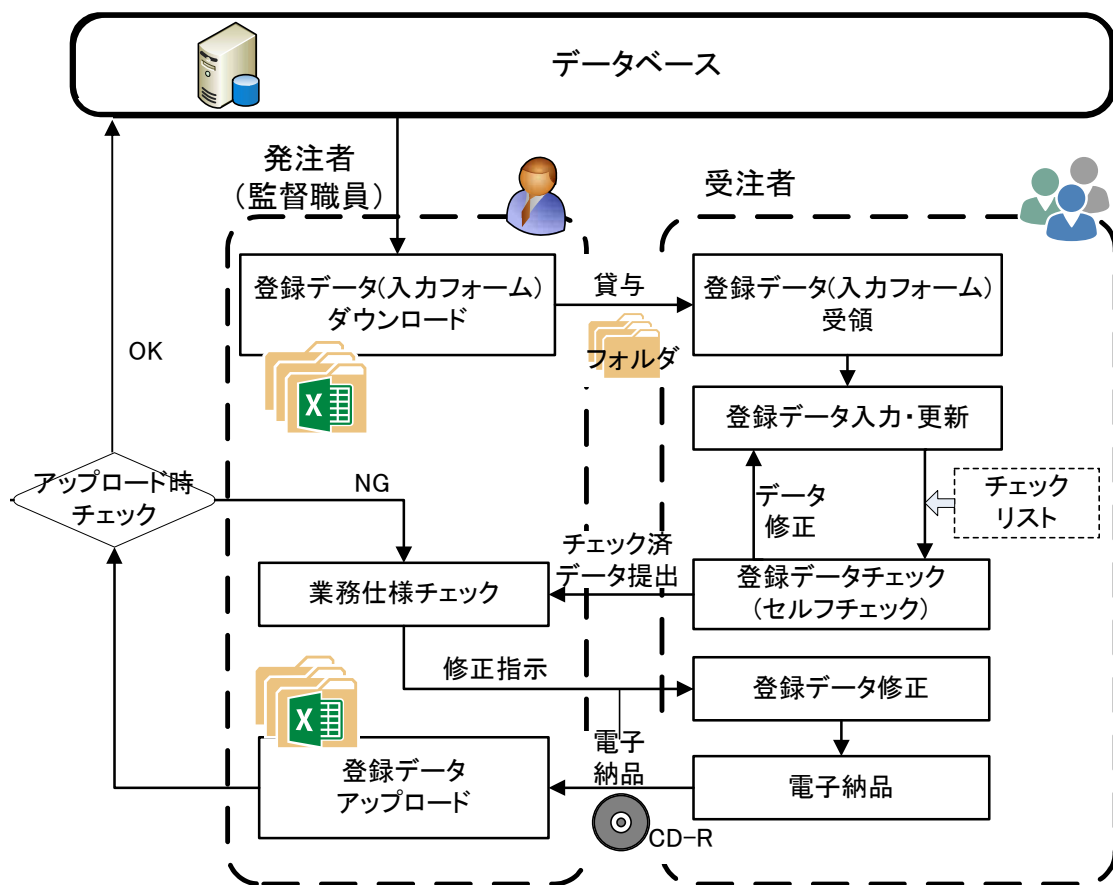 データベース
発注者
（監督職員）
受注者
登録データ(入力フォーム)
ダウンロード
貸与
フォルダ
登録データ(入力フォーム)
受領
OK
X
登録データ入力・更新
アップロード時
チェック
NG
データ
修正
チェック
リスト
チェック済
データ提出
業務仕様チェック
登録データチェック
(セルフチェック)
修正指示
登録データ修正
X
登録データ
アップロード
電子
納品
CD-R
電子納品